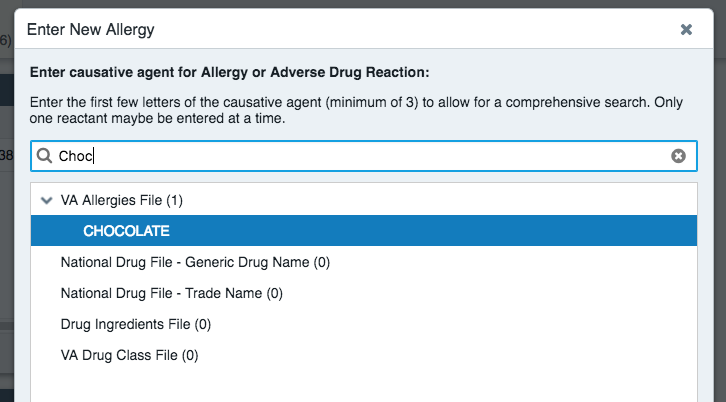 Enter New Allergy
6)
Enter causative agent for Allergy or Adverse Drug Reaction:
Enter the first few letters of the causative agent (minimum of 3) to allow for a comprehensive search. Only
one reactant maybe be entered at a time.
38
Choc
VA Allergies File (1)
CHOCOLATE
National Drug File - Generic Drug Name (0)
National Drug File - Trade Name (0)
Drug Ingredients File (0)
VA Drug Class File (0)